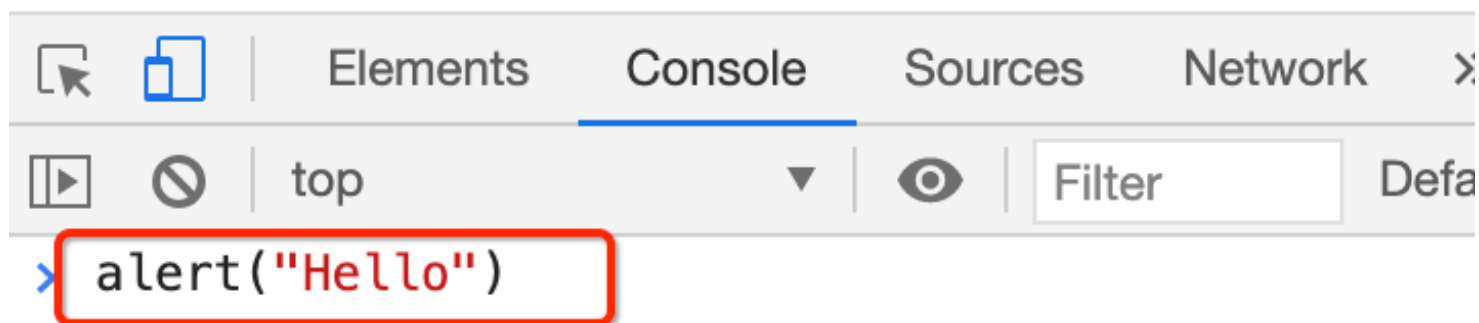 Elements Console Sources Network »
top ▼ Filter
> alert("Hello")